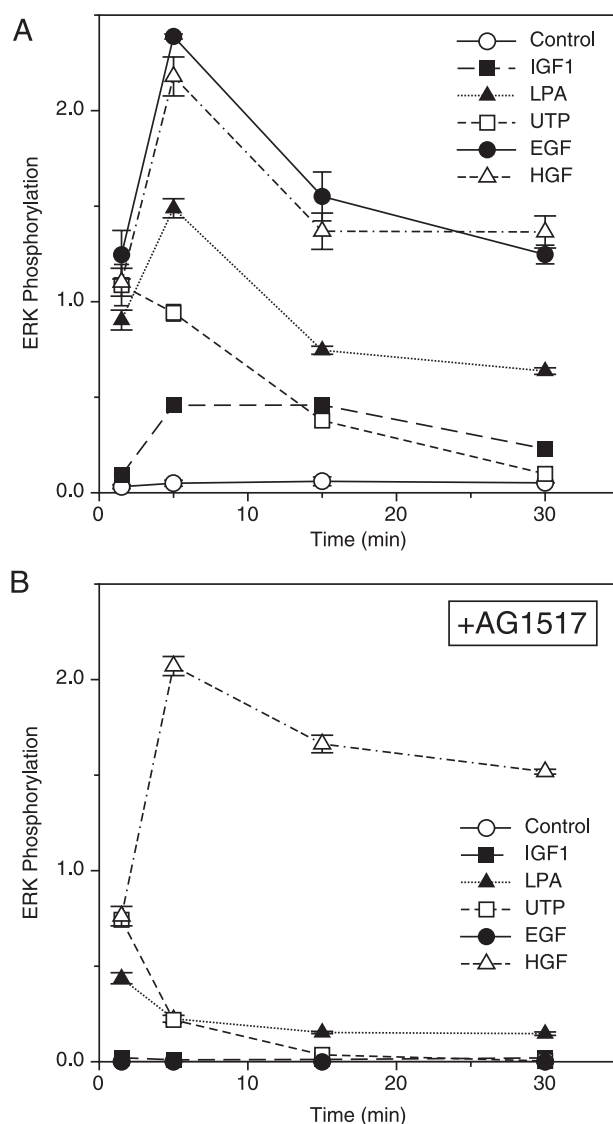 A
ERK Phosphorylation
2.0
1.0
0.0
0
10
20
30
Time (min)
Control
IGF1
LPA
UTP
EGF
HGF
B
+AG1517
ERK Phosphorylation
2.0
1.0
0.0
0
10
20
30
Time (min)
Control
IGF1
LPA
UTP
EGF
HGF